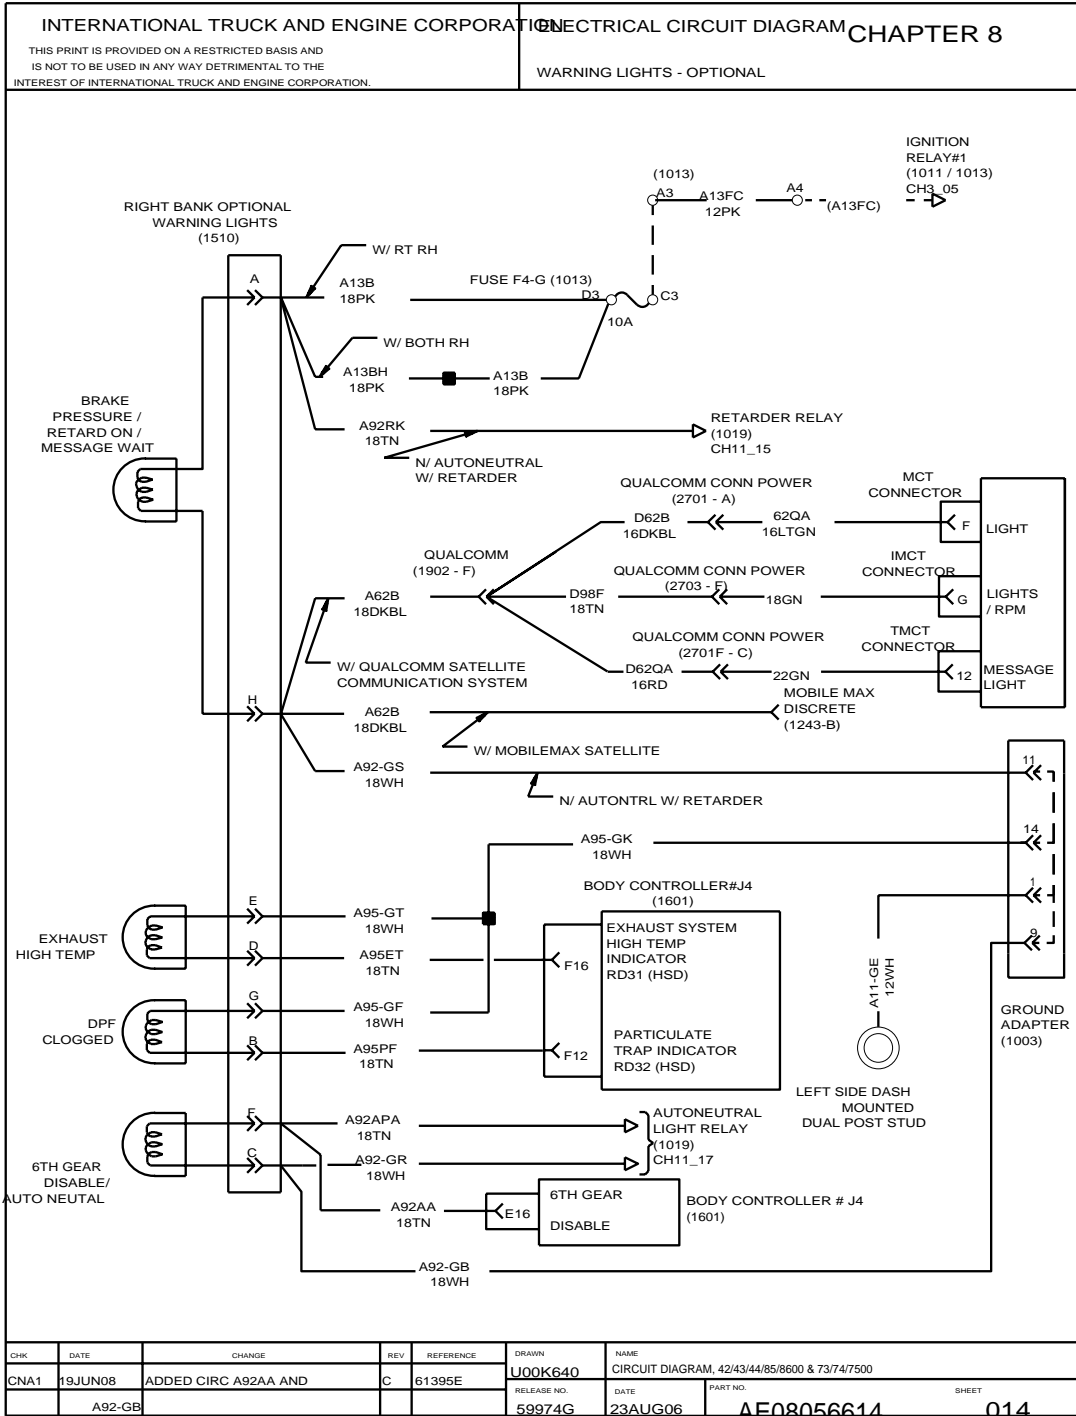 INTERNATIONAL TRUCK AND ENGINE CORPORATION
THIS PRINT IS PROVIDED ON A RESTRICTED BASIS AND
IS NOT TO BE USED IN ANY WAY DETRIMENTAL TO THE
INTEREST OF INTERNATIONAL TRUCK AND ENGINE CORPORATION.
ELECTRICAL CIRCUIT DIAGRAM
CHAPTER 8
WARNING LIGHTS - OPTIONAL
IGNITION
RELAY#1
(1011 / 1013)
CH3_05
(1013)
A3
A13FC
12PK
A4
(A13FC)
RIGHT BANK OPTIONAL
WARNING LIGHTS
(1510)
W/ RT RH
A
A13B
18PK
FUSE F4-G (1013)
D3
C3
10A
W/ BOTH RH
A13BH
18PK
A13B
18PK
BRAKE
PRESSURE /
RETARD ON /
MESSAGE WAIT
A92RK
18TN
RETARDER RELAY
(1019)
CH11_15
N/ AUTONEUTRAL
W/ RETARDER
QUALCOMM CONN POWER
(2701 - A)
MCT
CONNECTOR
D62B
16DKBL
62QA
16LTGN
F
LIGHT
QUALCOMM
(1902 - F)
QUALCOMM CONN POWER
(2703 - F)
IMCT
CONNECTOR
A62B
18DKBL
D98F
18TN
18GN
G
LIGHTS
/ RPM
QUALCOMM CONN POWER
(2701F - C)
TMCT
CONNECTOR
W/ QUALCOMM SATELLITE
COMMUNICATION SYSTEM
D62QA
16RD
22GN
12
MESSAGE
LIGHT
H
A62B
18DKBL
MOBILE MAX
DISCRETE
(1243-B)
W/ MOBILEMAX SATELLITE
A92-GS
18WH
11
N/ AUTONTRL W/ RETARDER
A95-GK
18WH
14
BODY CONTROLLER#J4
(1601)
1
E
A95-GT
18WH
EXHAUST SYSTEM
HIGH TEMP
INDICATOR
RD31 (HSD)
9
EXHAUST
HIGH TEMP
D
A95ET
18TN
F16
A11-GE
12WH
G
A95-GF
18WH
GROUND
ADAPTER
(1003)
DPF
CLOGGED
B
A95PF
18TN
F12
PARTICULATE
TRAP INDICATOR
RD32 (HSD)
LEFT SIDE DASH
MOUNTED
DUAL POST STUD
F
A92APA
18TN
AUTONEUTRAL
LIGHT RELAY
(1019)
CH11_17
C
A92-GR
18WH
6TH GEAR
DISABLE/
AUTO NEUTAL
A92AA
18TN
E16
6TH GEAR
DISABLE
BODY CONTROLLER # J4
(1601)
A92-GB
18WH
CHK DATE CHANGE REV REFERENCE DRAWN NAME
CNA1 19JUN08 ADDED CIRC A92AA AND C 61395E U00K640 CIRCUIT DIAGRAM, 42/43/44/85/8600 & 73/74/7500
A92-GB RELEASE NO. DATE PART NO. SHEET
59974G 23AUG06 AF08056614 014